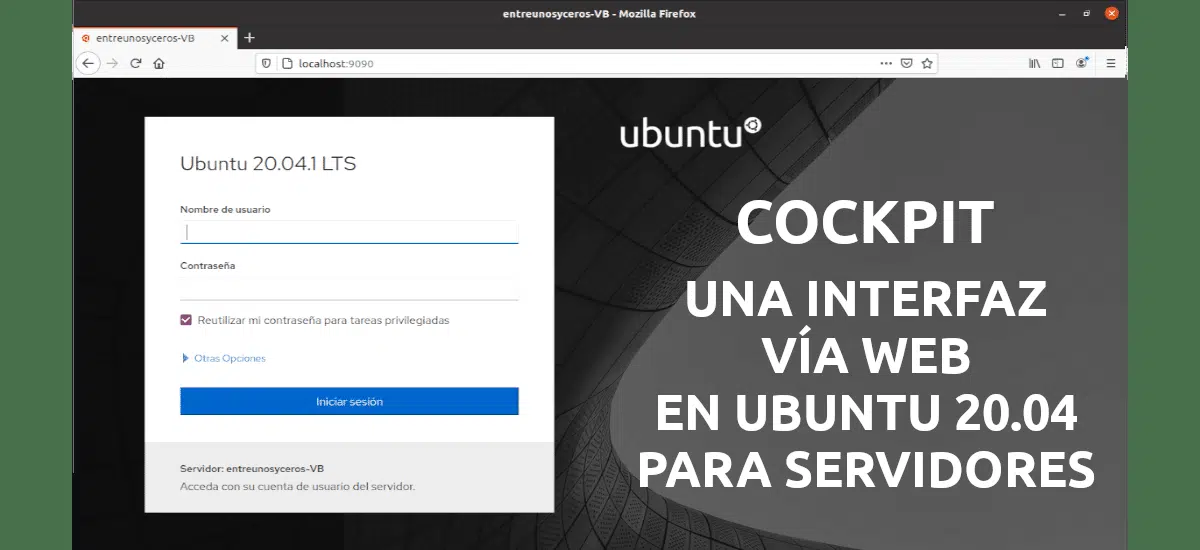 entreunosyceros-VB - Mozilla Firefox
entreunosyceros-VB
localhost:9090
ubuntu
Ubuntu 20.04.1 LTS
Nombre de usuario
Contraseña
Reutilizar mi contraseña para tareas privilegiadas
Otras Opciones
Iniciar sesión
Servidor: entreunosyceros-VB
Acceda con su cuenta de usuario del servidor.
COCKPIT
UNA INTERFAZ
VÍA WEB
EN UBUNTU 20.04
PARA SERVIDORES